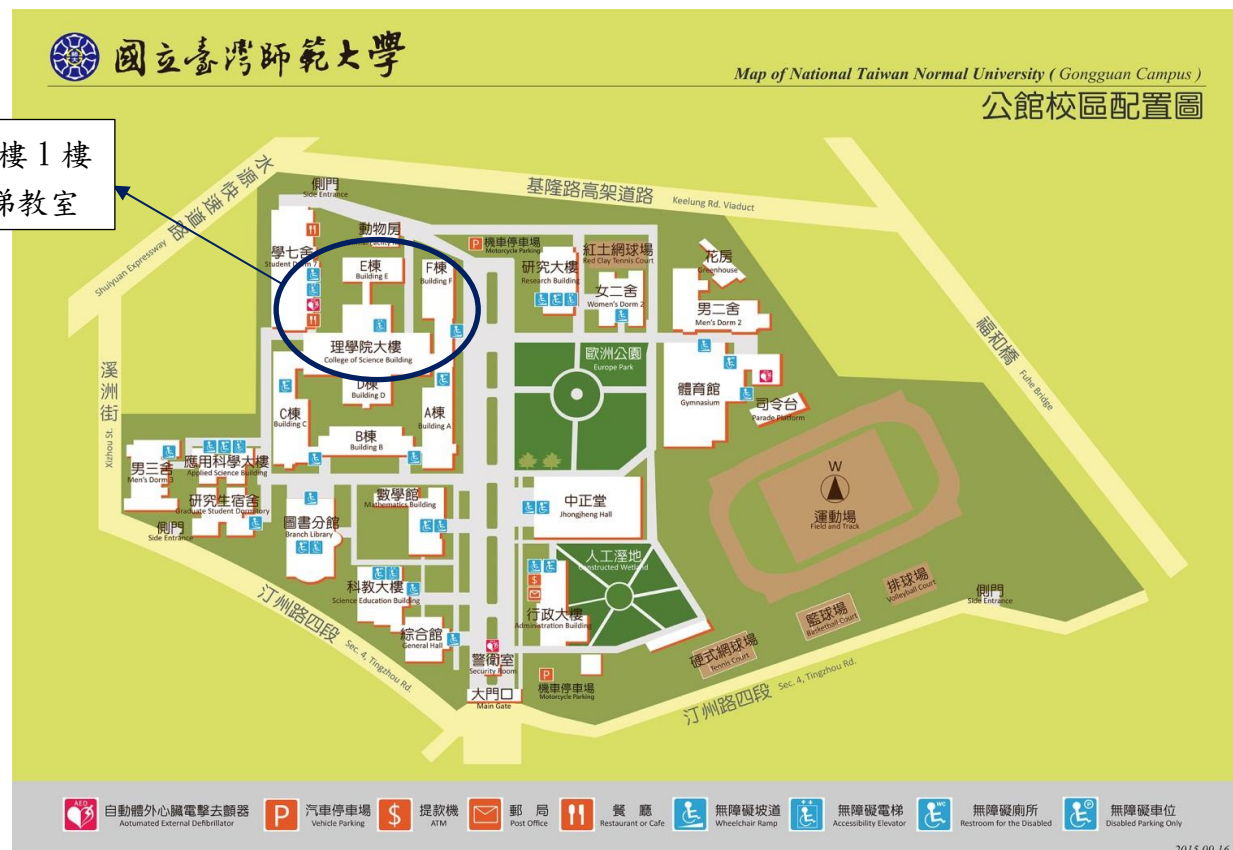 國立臺灣師範大學
Map of National Taiwan Normal University ( Gongguan Campus )
公館校區配置圖
樓1樓
梯教室
水源快速道路
Shuiyuan Expressway
側門
Side Entrance
基隆路高架道路
Keelung Rd. Viaduct
學七舍
Student Dorm 7
動物房
E棟
Building E
F棟
Building F
P
機車停車場
Motorcycle Parking
研究大樓
Research Building
紅土網球場
Red Clay Tennis Court
女二舍
Women's Dorm 2
花房
Greenhouse
男二舍
Men's Dorm 2
福和橋
Fuhe Bridge
溪洲街
Xizhou St.
理學院大樓
College of Science Building
歐洲公園
Europe Park
體育館
Gymnasium
司令台
Parade Platform
D棟
Building D
C棟
Building C
A棟
Building A
B棟
Building B
男三舍
Men's Dorm 3
應用科學大樓
Applied Science Building
研究生宿舍
Graduate Student Dormitory
側門
Side Entrance
圖書分館
Branch Library
數學館
Mathematics Building
中正堂
Jhongjheng Hall
W
運動場
Field and Track
人工溼地
Constructed Wetland
科教大樓
Science Education Building
$
行政大樓
Administration Building
綜合館
General Hall
警衛室
Security Room
大門口
Main Gate
P
機車停車場
Motorcycle Parking
硬式網球場
Tennis Court
籃球場
Basketball Court
排球場
Volleyball Court
側門
Side Entrance
汀州路四段
Sec. 4, Tingzhou Rd.
汀州路四段
Sec. 4, Tingzhou Rd.
AED
自動體外心臟電擊去顫器
Aotumated External Defibrillator
P
汽車停車場
Vehicle Parking
$
提款機
ATM
郵 局
Post Office
餐 廳
Restaurant or Cafe
無障礙坡道
Wheelchair Ramp
無障礙電梯
Accessibility Elevator
WC
無障礙廁所
Restroom for the Disabled
P
無障礙車位
Disabled Parking Only
2015.09.16